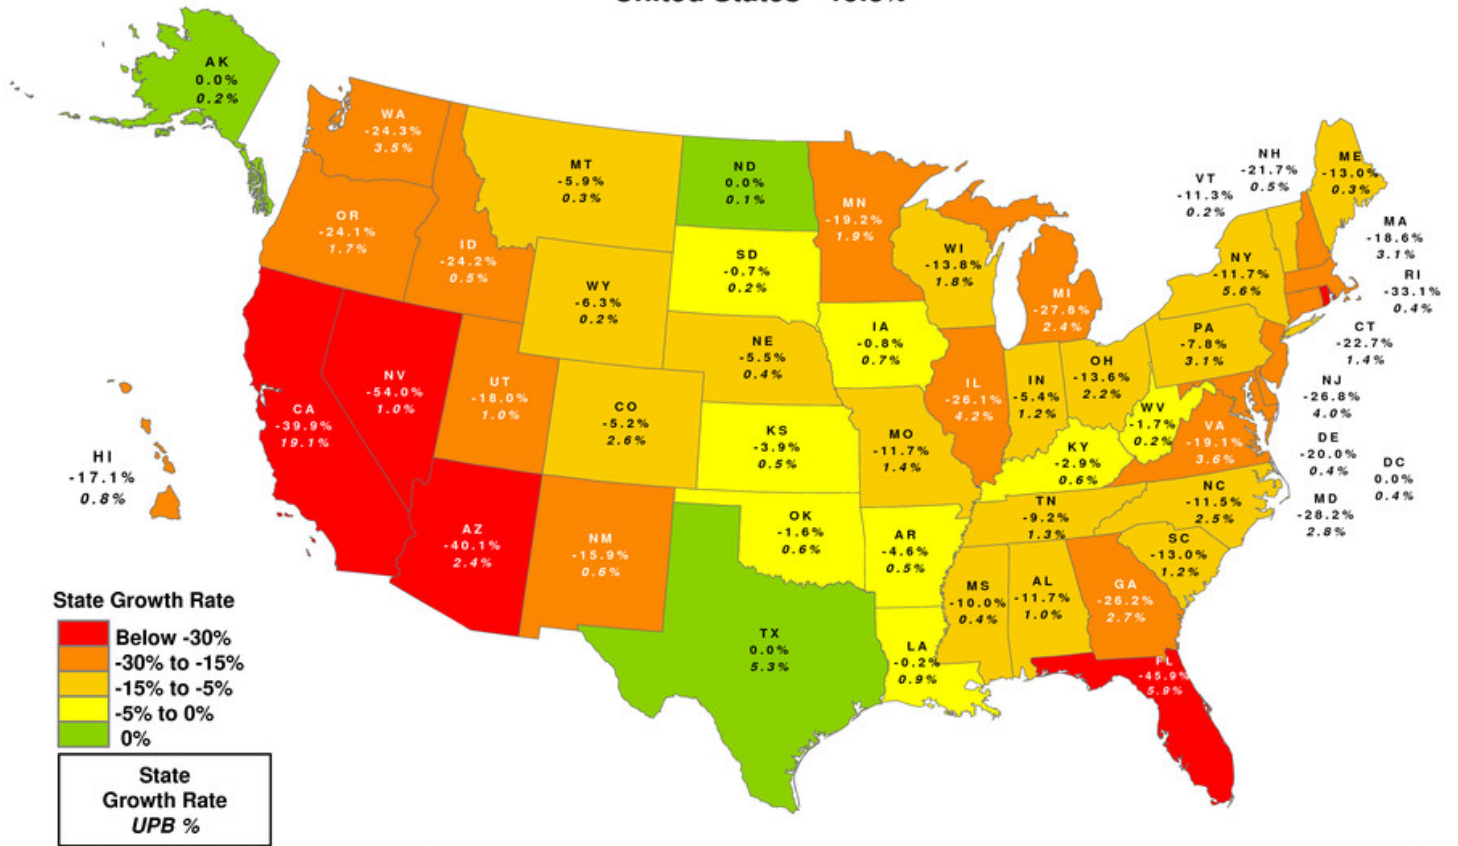 United States
AK
0.0%
0.2%
WA
-24.3%
3.5%
MT
-5.9%
0.3%
ND
0.0%
0.1%
MN
-19.2%
1.9%
VT
-11.3%
0.2%
NH
-21.7%
0.5%
ME
-13.0%
0.3%
OR
-24.1%
1.7%
ID
-24.2%
0.5%
SD
-0.7%
0.2%
WI
-13.8%
1.8%
NY
-11.7%
5.6%
MA
-18.6%
3.1%
RI
-33.1%
0.4%
WY
-6.3%
0.2%
MI
-27.8%
2.4%
CT
-22.7%
1.4%
NE
-5.5%
0.4%
IA
-0.8%
0.7%
PA
-7.8%
3.1%
NV
-54.0%
1.0%
UT
-18.0%
1.0%
CO
-5.2%
2.6%
IL
-26.1%
4.2%
IN
-5.4%
1.2%
OH
-13.6%
2.2%
NJ
-26.8%
4.0%
CA
-39.9%
19.1%
KS
-3.9%
0.5%
MO
-11.7%
1.4%
WV
-1.7%
0.2%
VA
-19.1%
3.6%
DE
-20.0%
0.4%
DC
0.0%
0.4%
HI
-17.1%
0.8%
KY
-2.9%
0.6%
MD
-28.2%
2.8%
AZ
-40.1%
2.4%
NM
-15.9%
0.6%
OK
-1.6%
0.6%
AR
-4.6%
0.5%
TN
-9.2%
1.3%
NC
-11.5%
2.5%
SC
-13.0%
1.2%
MS
-10.0%
0.4%
AL
-11.7%
1.0%
GA
-26.2%
2.7%
TX
0.0%
5.3%
LA
-0.2%
0.9%
FL
-45.9%
5.9%
State Growth Rate
Below -30%
-30% to -15%
-15% to -5%
-5% to 0%
0%
State
Growth Rate
UPB %